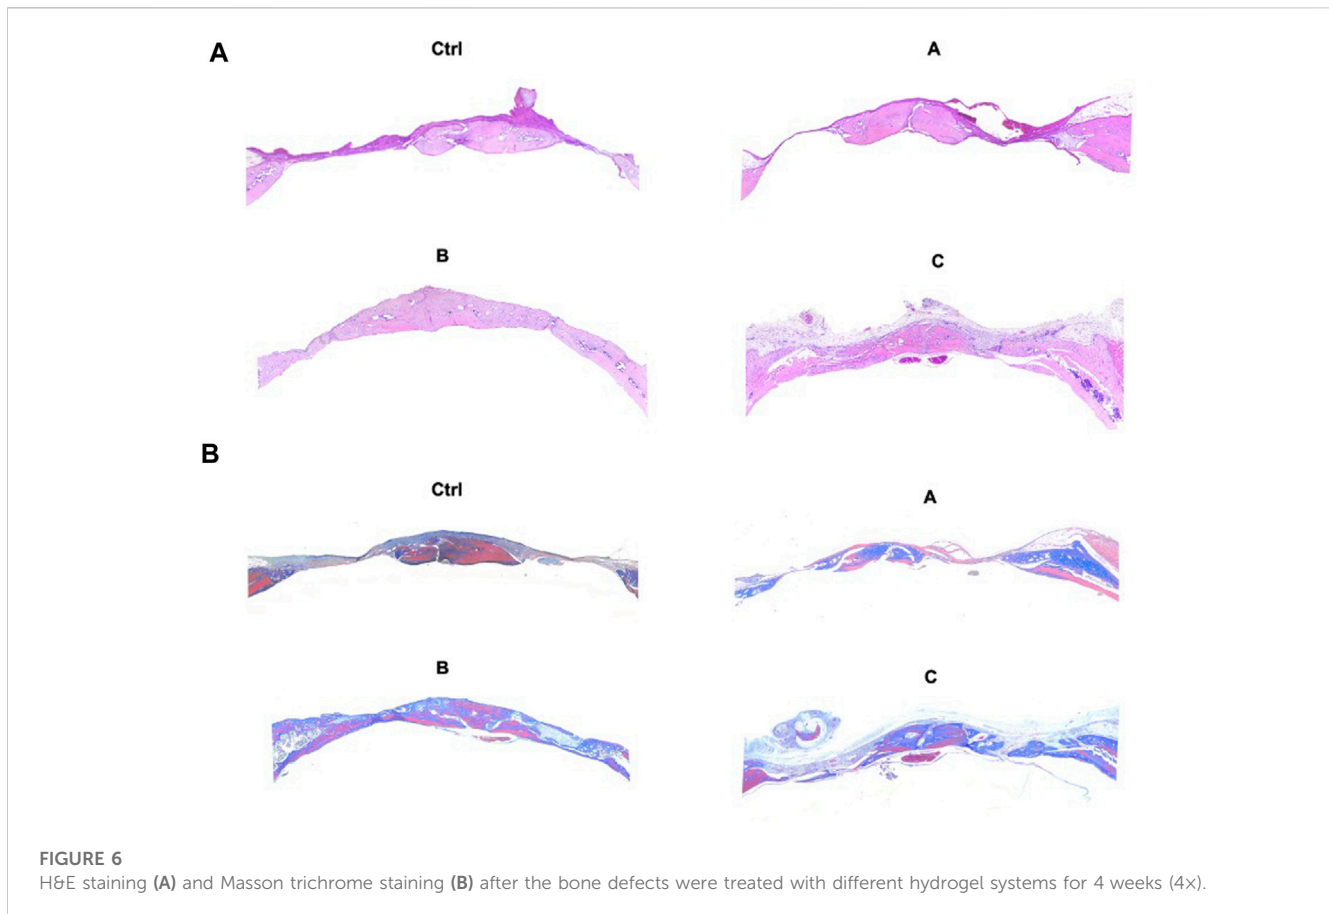 A
Ctrl
A
B
C
B
Ctrl
A
B
C
FIGURE 6
H&E staining (A) and Masson trichrome staining (B) after the bone defects were treated with different hydrogel systems for 4 weeks (4×).